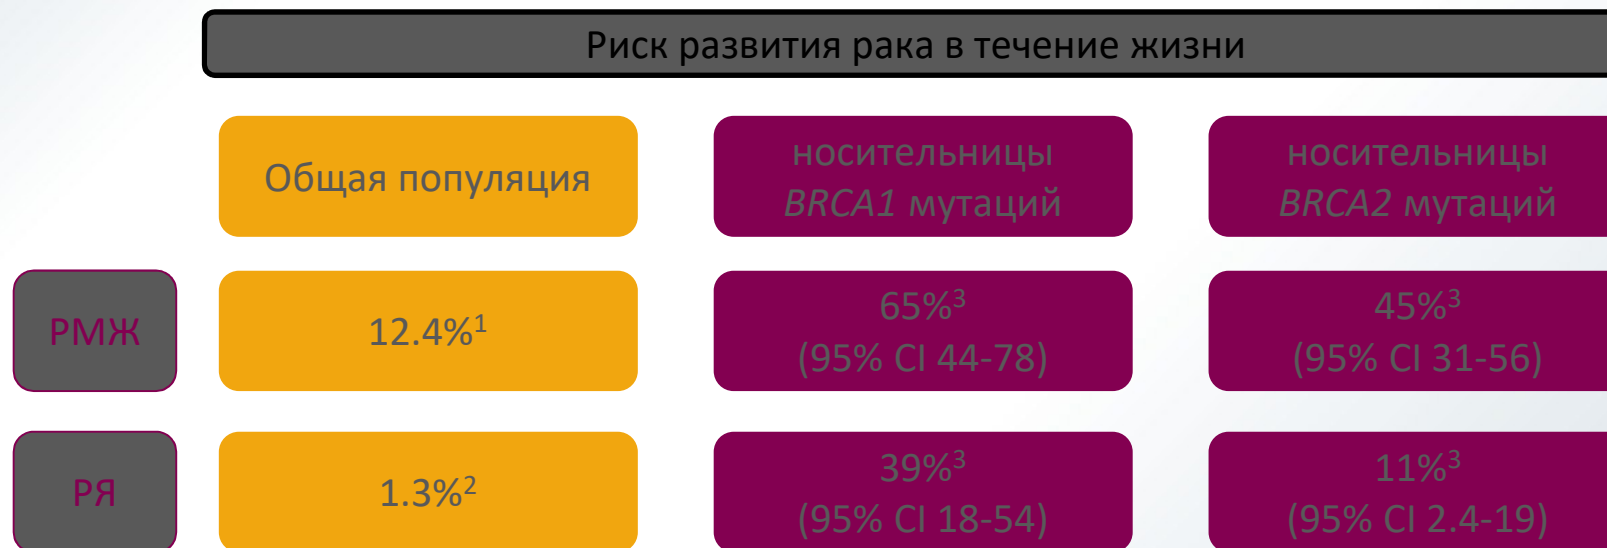 Риск развития рака в течение жизни
Общая популяция
носительницы
BRCA1 мутаций
носительницы
BRCA2 мутаций
РМЖ
12.4%¹
65%³
(95% CI 44-78)
45%³
(95% CI 31-56)
РЯ
1.3%²
39%³
(95% CI 18-54)
11%³
(95% CI 2.4-19)